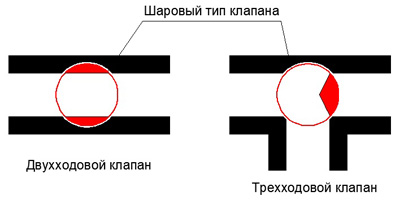 Шаровый тип клапана
Двухходовой клапан
Трехходовой клапан